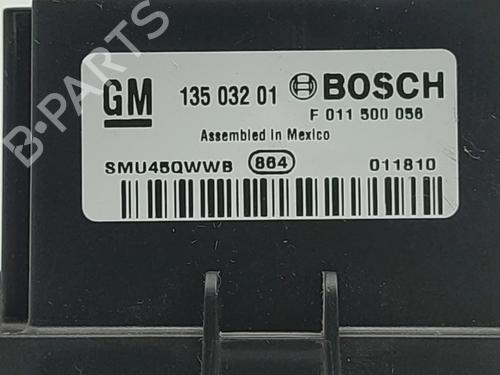 GM 135 032 01 BOSCH
F 011 500 056
Assembled in Mexico
SMU45QWWB 864 011810
B-PARTS